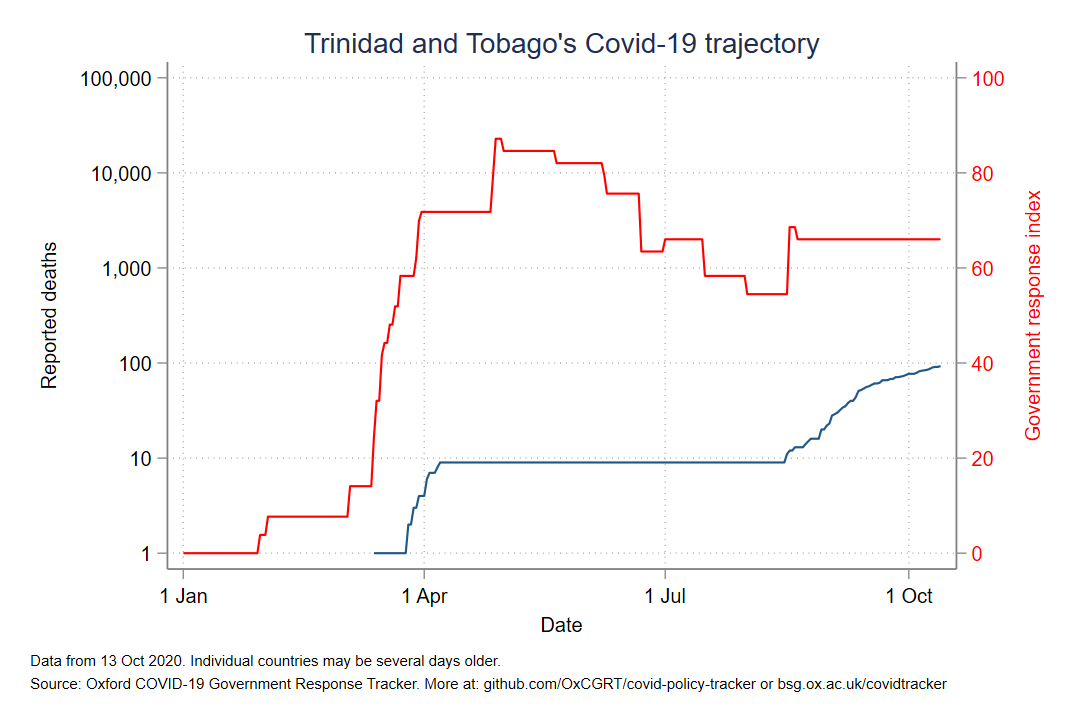 Trinidad and Tobago's Covid-19 trajectory
100,000
10,000
1,000
100
10
1
Reported deaths
100
80
60
40
20
0
Government response index
1 Jan
1 Apr
1 Jul
1 Oct
Date
Data from 13 Oct 2020. Individual countries may be several days older.
Source: Oxford COVID-19 Government Response Tracker. More at: github.com/OxCGRT/covid-policy-tracker or bsg.ox.ac.uk/covidtracker